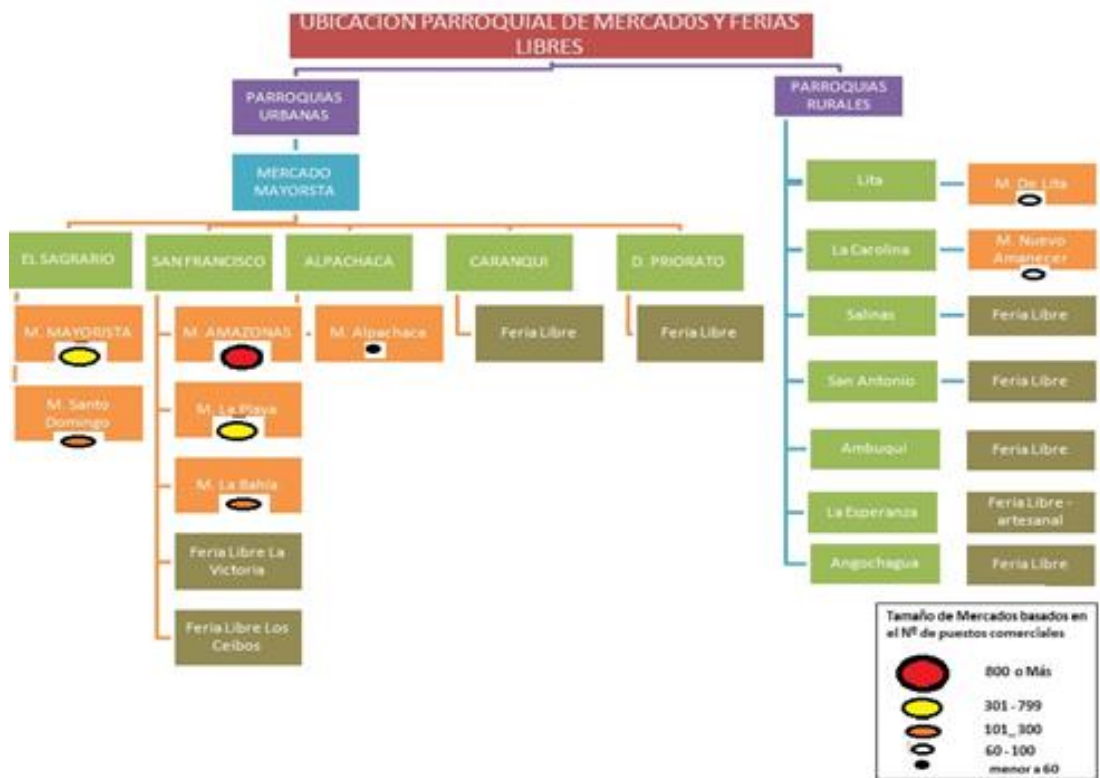 UBICACION PARROQUIAL DE MERCADOS Y FERIAS
LIBRES
PARROQUIAS
URBANAS
PARROQUIAS
RURALES
MERCADO
MAYORSTA
EL SAGRARIO
SAN FRANCISCO
ALPACHACA
CARANQUI
D. PRIORATO
M. MAYORISTA
M. Santo
Domingo
M. AMAZONAS
M. La Playa
M. La Bahía
Feria Libre La
Victoria
Feria Libre Los
Ceibos
M. Alpachaca
Feria Libre
Feria Libre
Lita
M. De Lita
La Carolina
M. Nuevo
Amanecer
Salinas
Feria Libre
San Antonio
Feria Libre
Ambuqui
Feria Libre
La Esperanza
Feria Libre -
artesanal
Angochagua
Feria Libre
Tamaño de Mercados basados en
el Nº de puestos comerciales
800 o Más
301 - 799
101_ 300
60 - 100
menor a 60